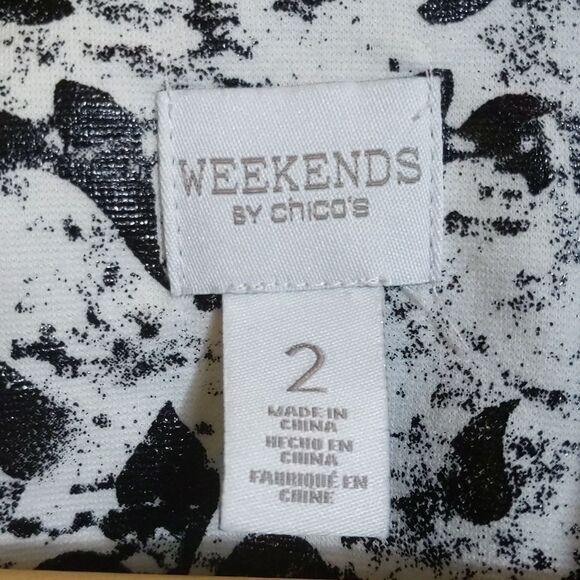 WEEKENDS
BY chico's
2
MADE IN
CHINA
HECHO EN
CHINA
FABRIQUÉ EN
CHINE